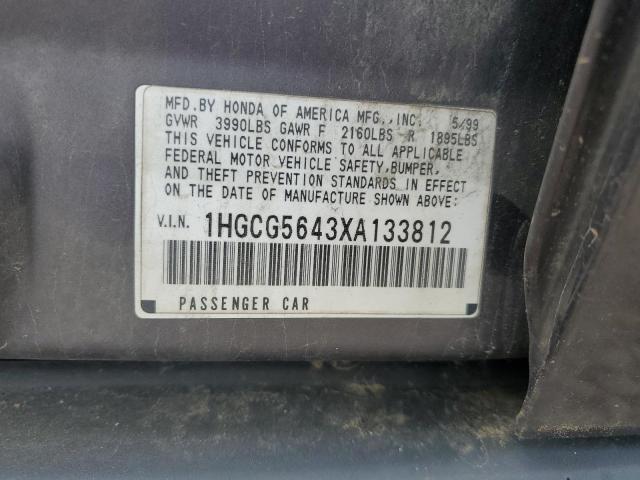 MFD. BY HONDA OF AMERICA MFG., INC. 5/99
GVWR 3990LBS GAWR F 2160LBS R 1895LBS
THIS VEHICLE CONFORMS TO ALL APPLICABLE
FEDERAL MOTOR VEHICLE SAFETY, BUMPER,
AND THEFT PREVENTION STANDARDS IN EFFECT
ON THE DATE OF MANUFACTURE SHOWN ABOVE:
V.I.N. 1HGCG5643XA133812
PASSENGER CAR